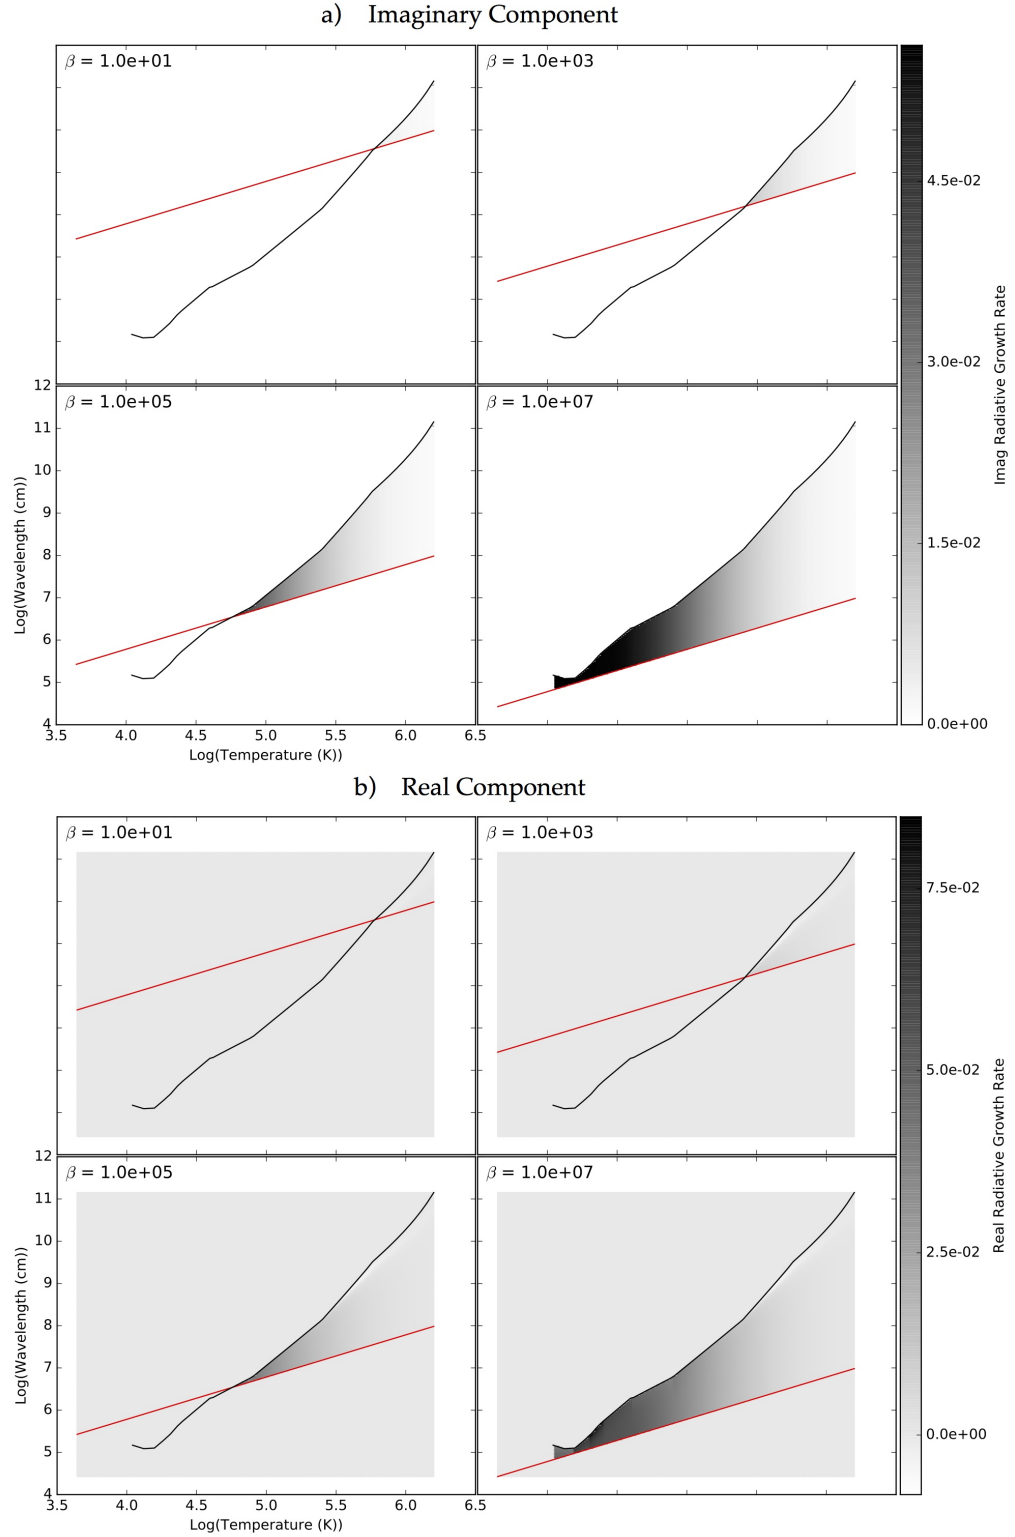 a) Imaginary Component
β = 1.0e+01
β = 1.0e+03
4.5e-02
3.0e-02
1.5e-02
0.0e+00
Imag Radiative Growth Rate
β = 1.0e+05
β = 1.0e+07
12
11
10
9
8
7
6
5
4
Log(Wavelength (cm))
3.5 4.0 4.5 5.0 5.5 6.0 6.5
Log(Temperature (K))
b) Real Component
β = 1.0e+01
β = 1.0e+03
7.5e-02
5.0e-02
2.5e-02
0.0e+00
Real Radiative Growth Rate
β = 1.0e+05
β = 1.0e+07
12
11
10
9
8
7
6
5
4
Log(Wavelength (cm))
3.5 4.0 4.5 5.0 5.5 6.0 6.5
Log(Temperature (K))